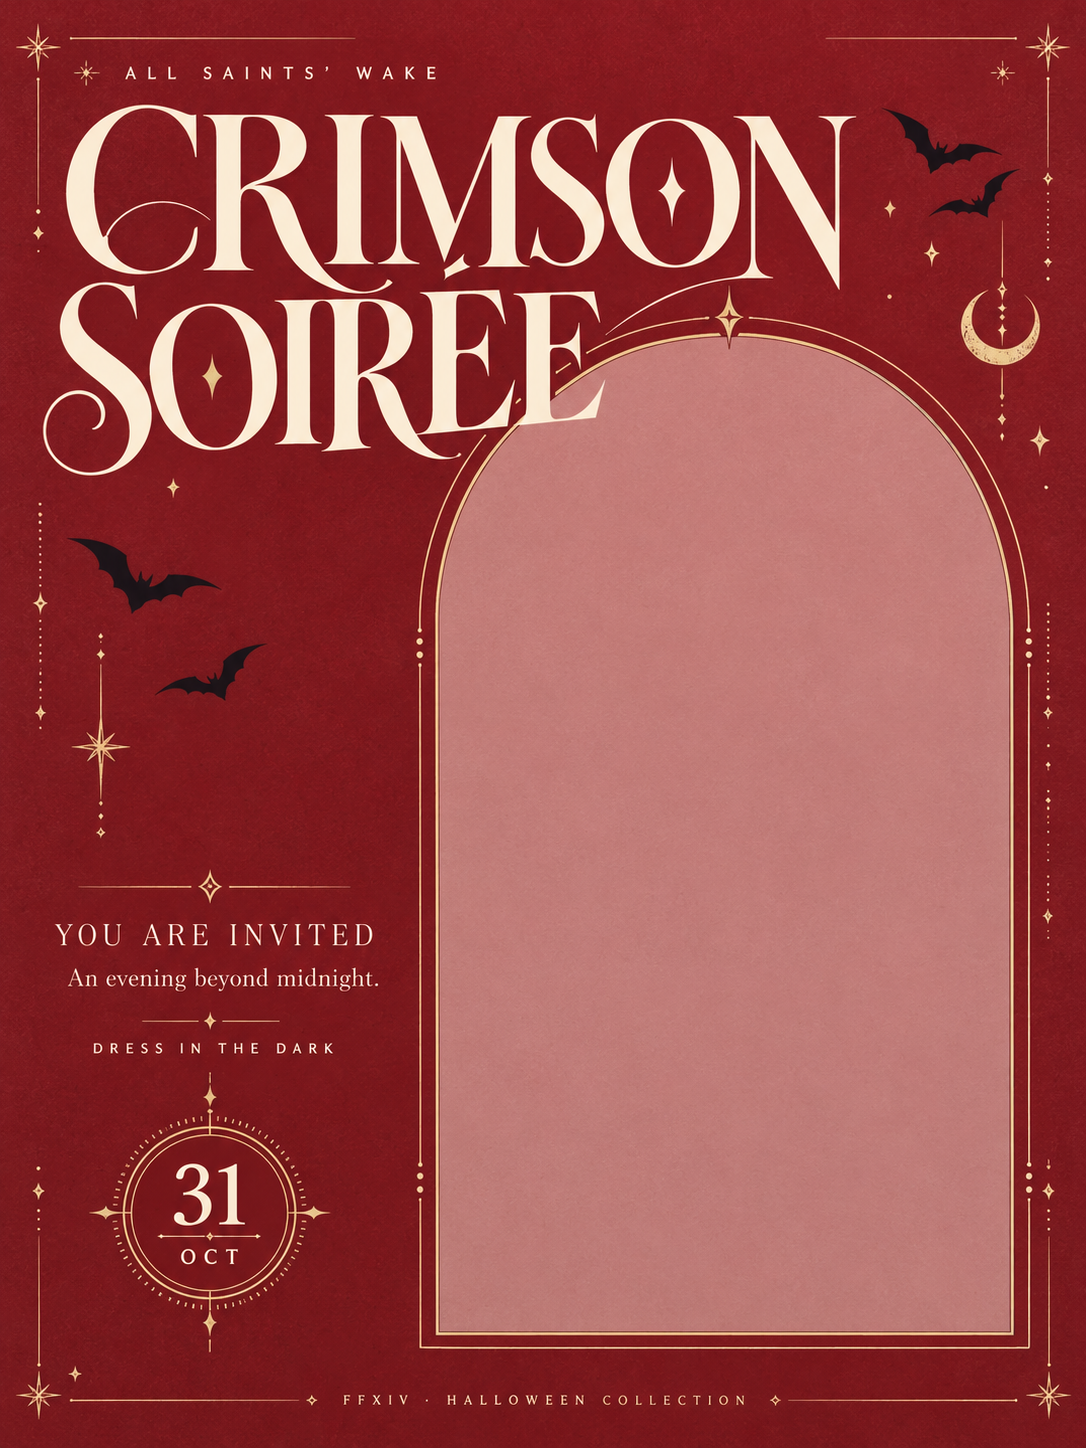 ALL SAINTS’ WAKE
CRIMSON
SOIRÉE
YOU ARE INVITED
An evening beyond midnight.
DRESS IN THE DARK
31
OCT
FFXIV · HALLOWEEN COLLECTION